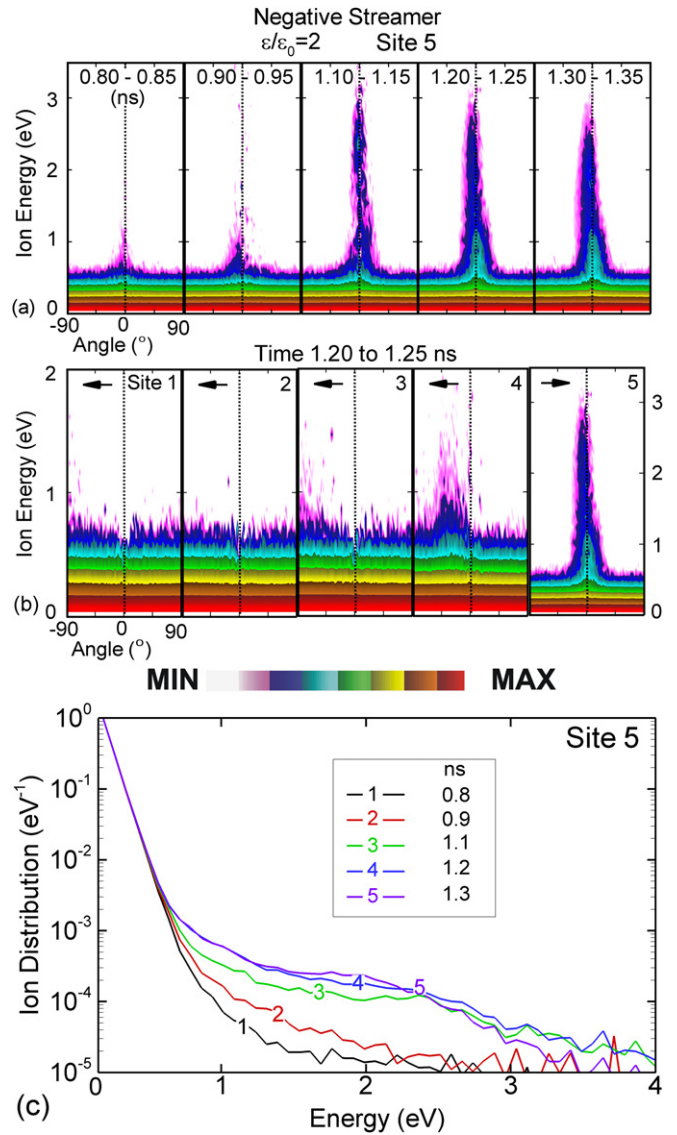 Negative Streamer
ε/ε₀=2 Site 5
0.80 - 0.85 0.90 - 0.95 1.10 - 1.15 1.20 - 1.25 1.30 - 1.35
(ns)
3
2
1
0
Ion Energy (eV)
(a)
-90 0 90
Angle (°)
Time 1.20 to 1.25 ns
Site 1 2 3 4 5
2
1
0
Ion Energy (eV)
3
2
1
0
(b)
-90 0 90
Angle (°)
MIN MAX
Site 5
10⁰
10⁻¹
10⁻²
10⁻³
10⁻⁴
10⁻⁵
Ion Distribution (eV⁻¹)
ns
1 0.8
2 0.9
3 1.1
4 1.2
5 1.3
1
2
3
4
5
0 1 2 3 4
Energy (eV)
(c)